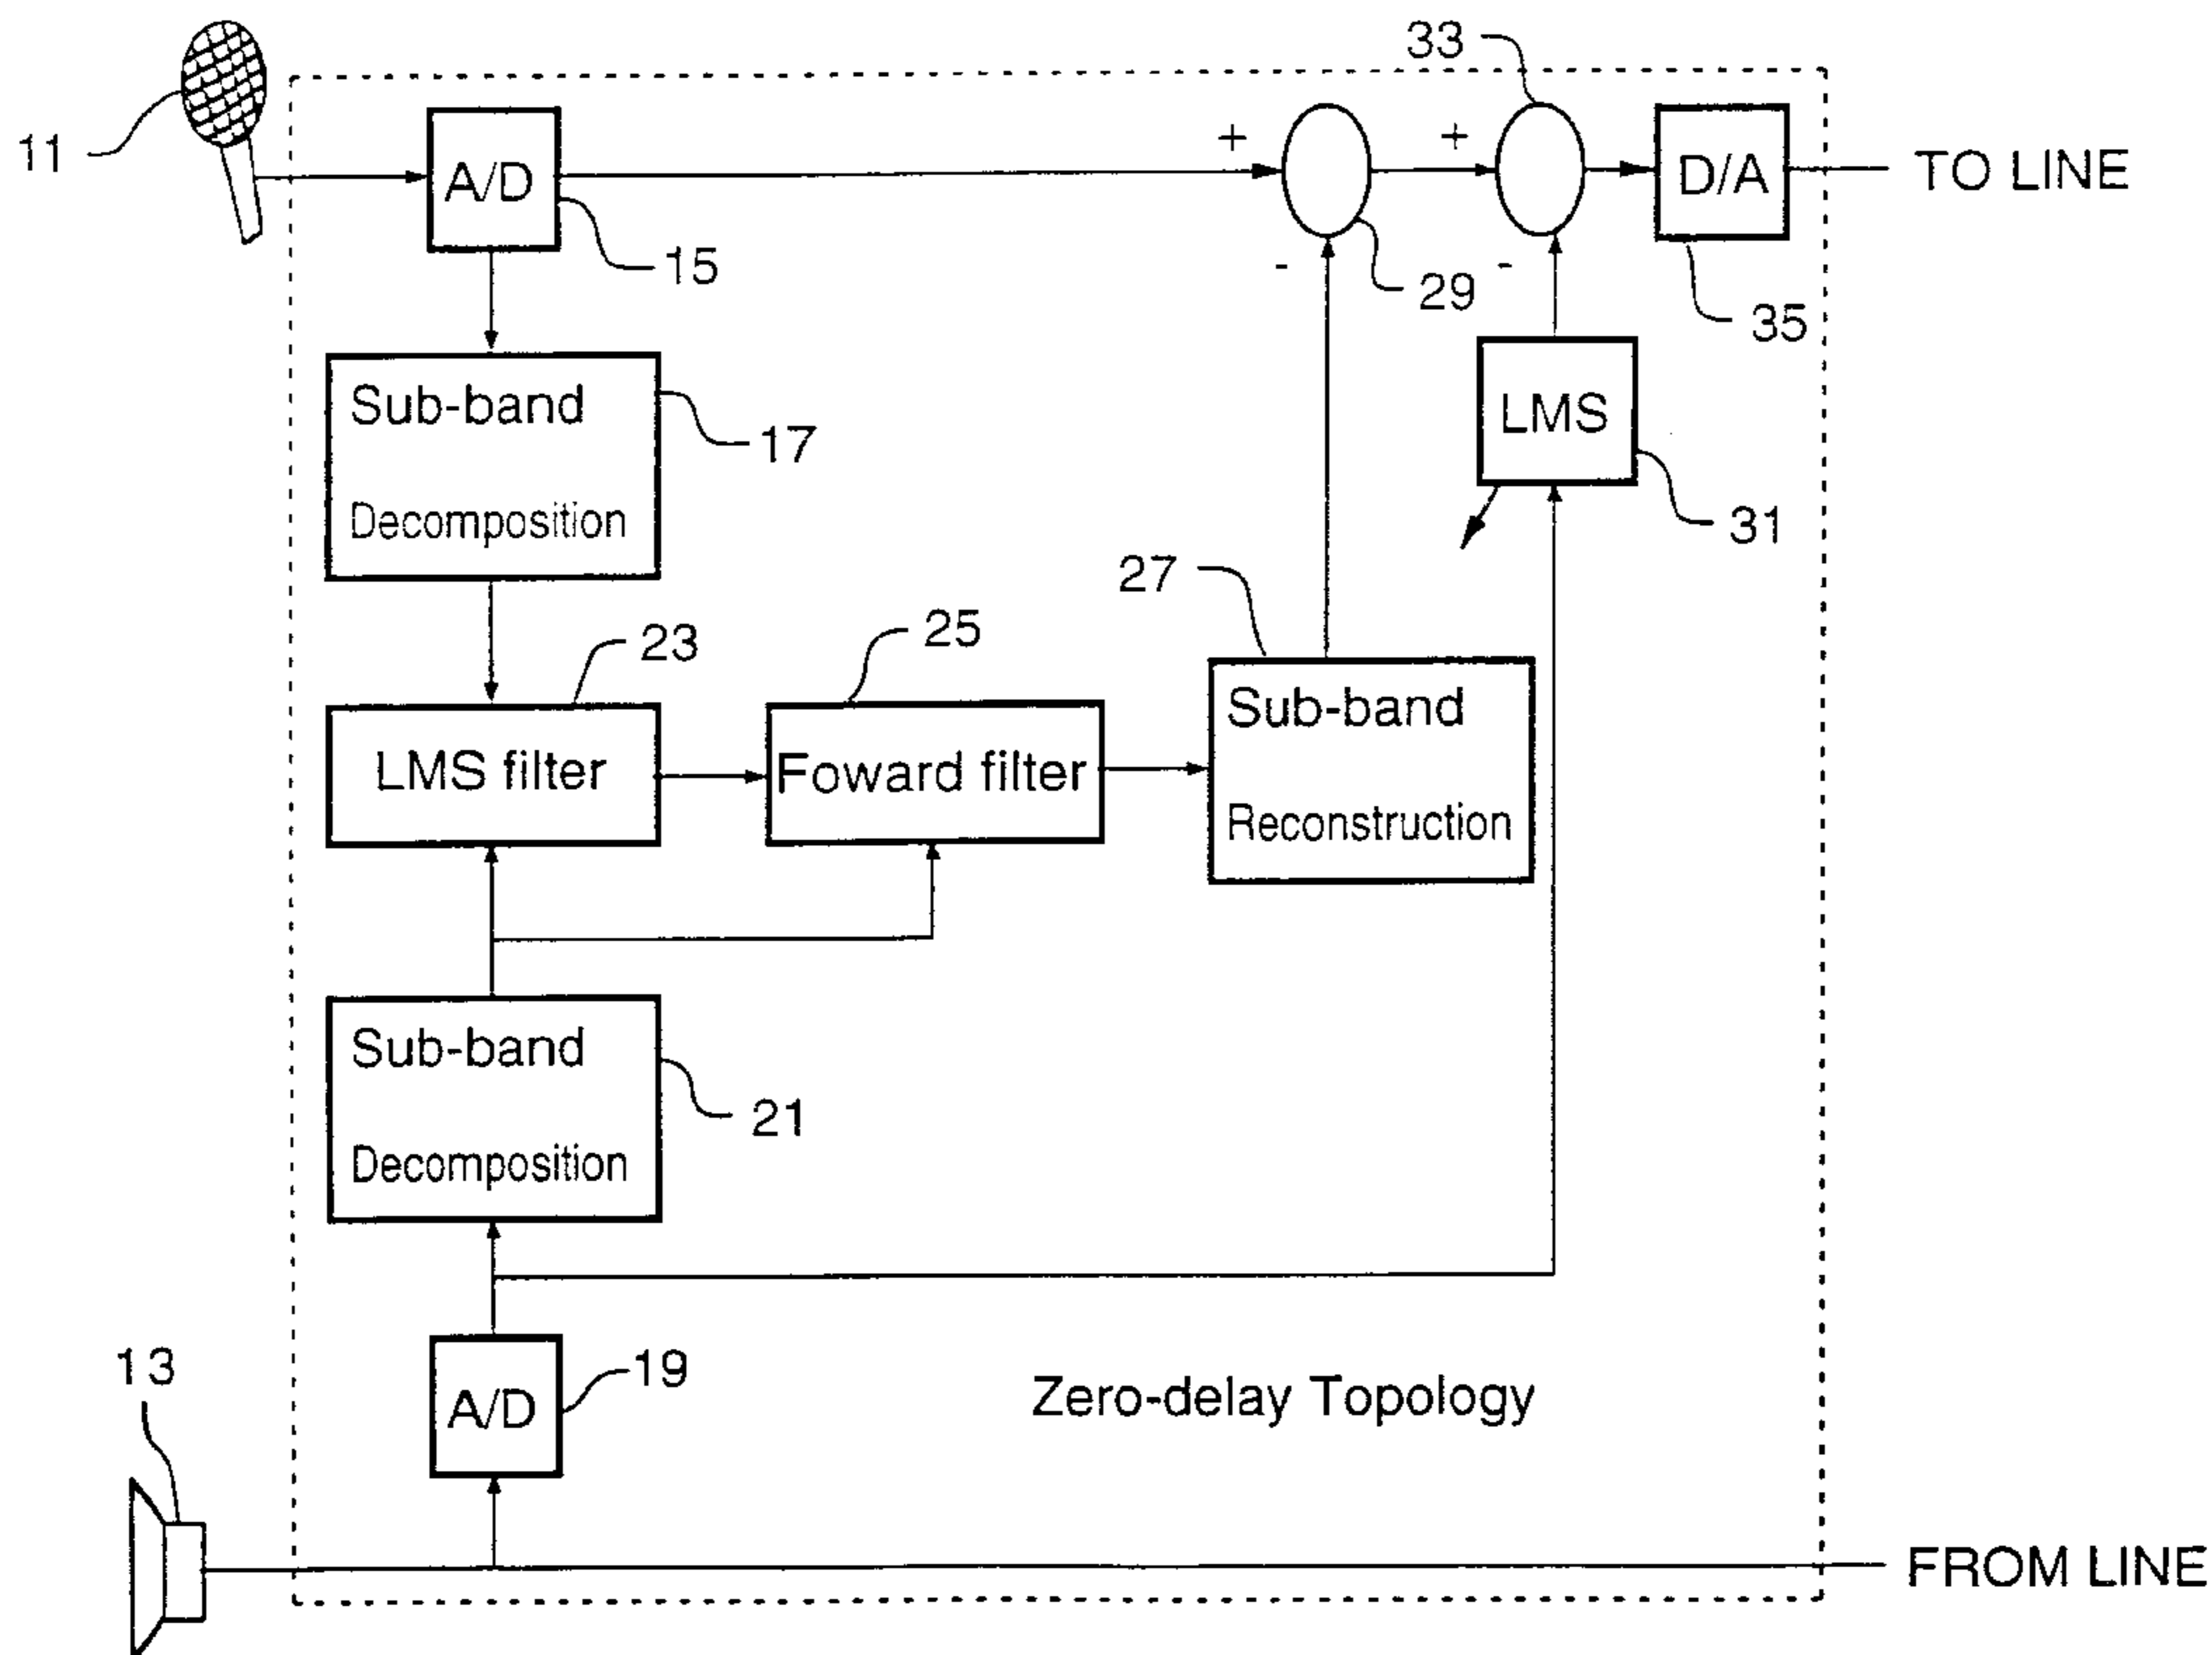 33
11
A/D
+
+
D/A
TO LINE
15
-
29
-
35
Sub-band
Decomposition
17
LMS
31
27
23
25
LMS filter
Foward filter
Sub-band
Reconstruction
Sub-band
Decomposition
21
13
A/D
19
Zero-delay Topology
FROM LINE